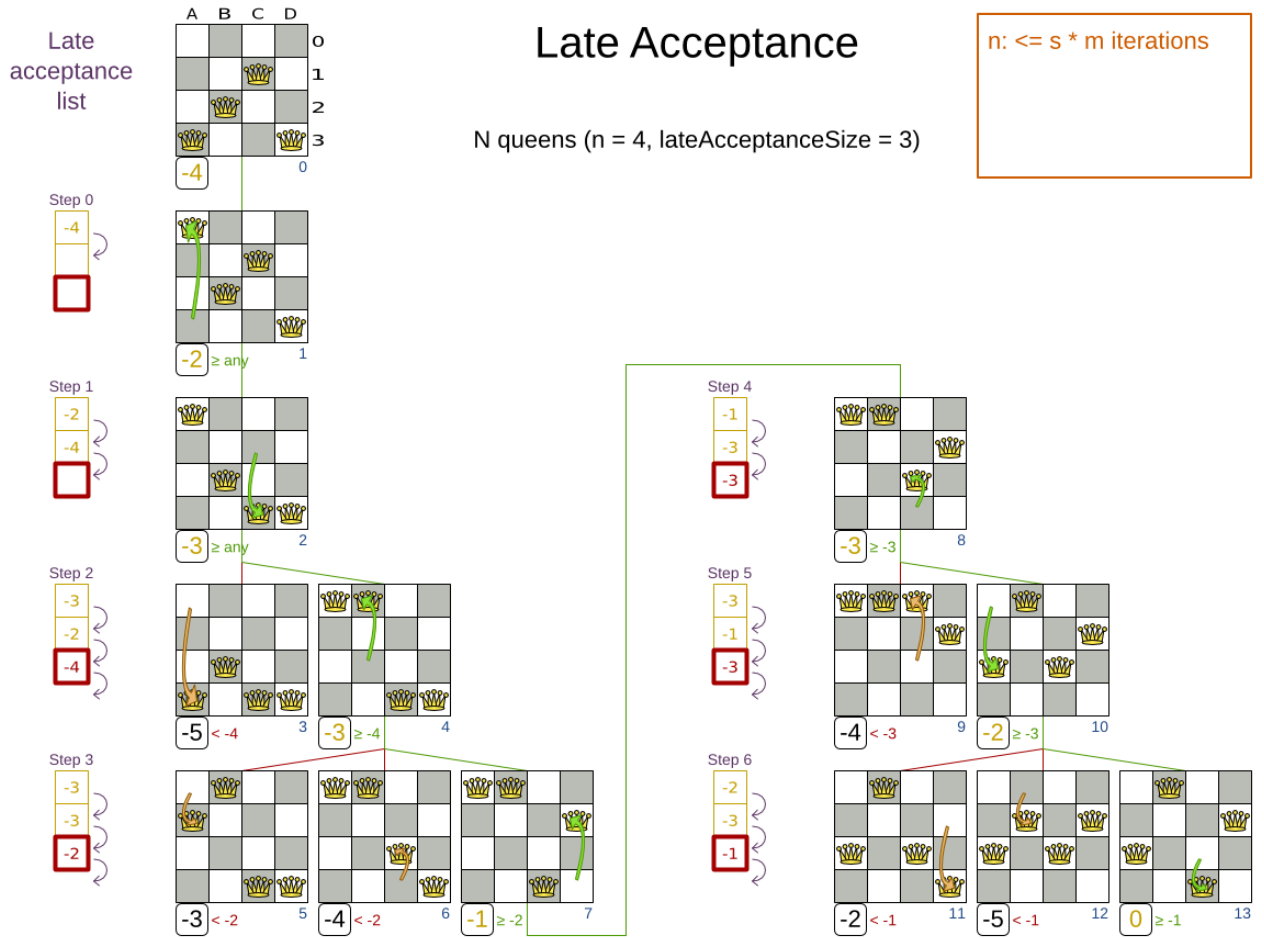 Late
acceptance
list
A B C D
0
1
2
3
-4
0
Late Acceptance
N queens (n = 4, lateAcceptanceSize = 3)
n: <= s * m iterations
Step 0
-4
-2 ≥ any
1
Step 1
-2
-4
-3 ≥ any
2
Step 2
-3
-2
-4
-5 < -4
3
-3 ≥ -4
4
Step 3
-3
-3
-2
-3 < -2
5
-4 < -2
6
-1 ≥ -2
7
Step 4
-1
-3
-3
-3 ≥ -3
8
Step 5
-3
-1
-3
-4 < -3
9
-2 ≥ -3
10
Step 6
-2
-3
-1
-2 < -1
11
-5 < -1
12
0 ≥ -1
13